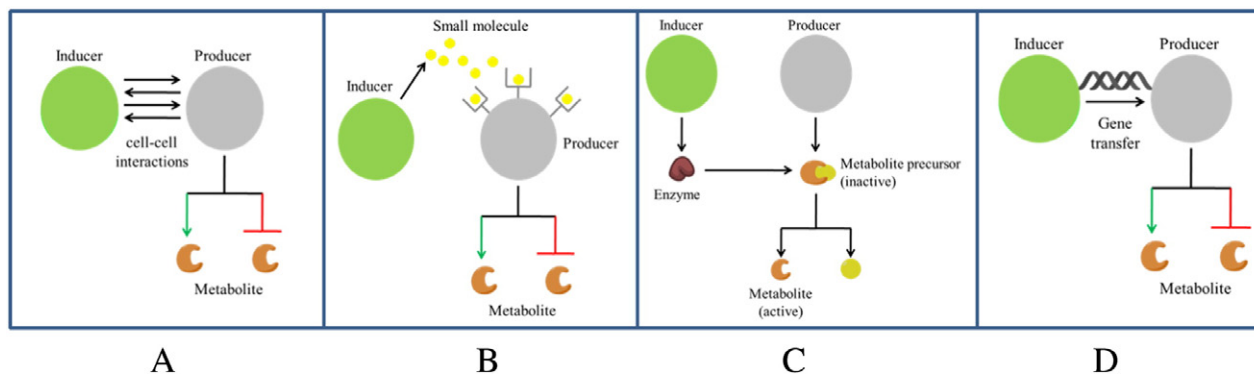 Inducer
Producer
cell-cell
interactions
Metabolite
Small molecule
Inducer
Producer
Metabolite
Inducer
Producer
Enzyme
Metabolite precursor
(inactive)
Metabolite
(active)
Inducer
Producer
Gene
transfer
Metabolite
A
B
C
D